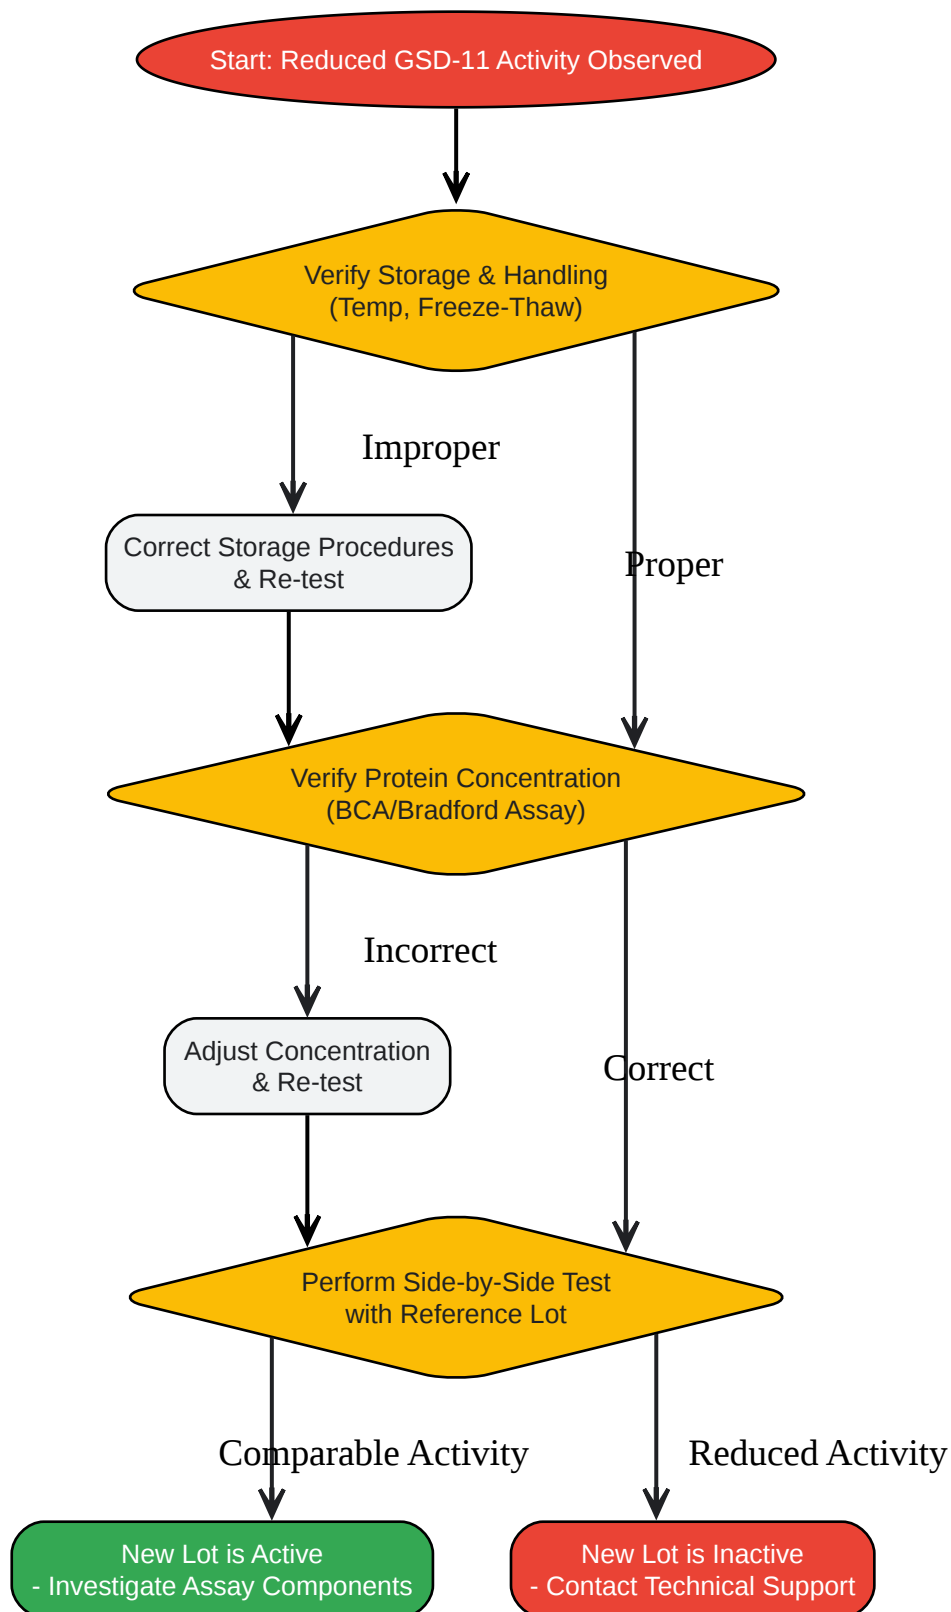 Start: Reduced GSD-11 Activity Observed
Verify Storage & Handling
(Temp, Freeze-Thaw)
Improper
Correct Storage Procedures
& Re-test
Proper
Verify Protein Concentration
(BCA/Bradford Assay)
Incorrect
Adjust Concentration
& Re-test
Correct
Perform Side-by-Side Test
with Reference Lot
Comparable Activity
Reduced Activity
New Lot is Active
- Investigate Assay Components
New Lot is Inactive
- Contact Technical Support